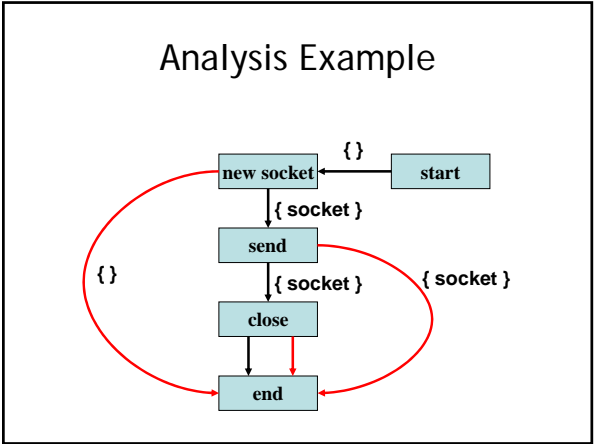 Analysis Example
{ }
new socket
start
{ socket }
send
{ }
{ socket }
{ socket }
close
end